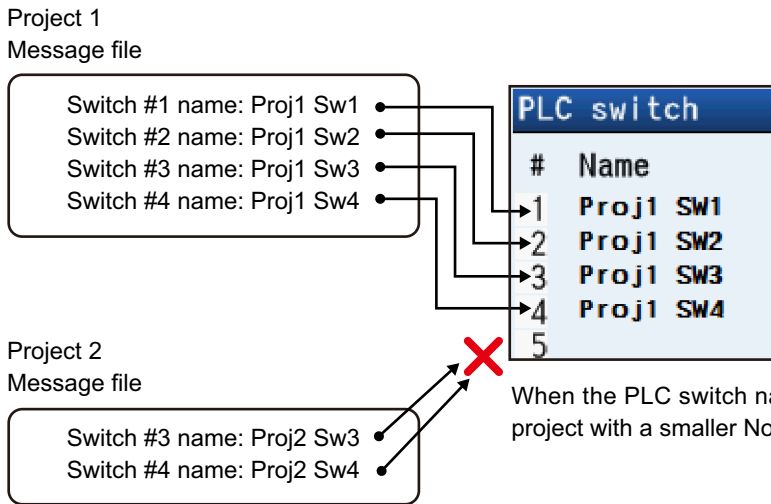 Project 1
Message file
Switch #1 name: Proj1 Sw1
Switch #2 name: Proj1 Sw2
Switch #3 name: Proj1 Sw3
Switch #4 name: Proj1 Sw4
PLC switch
# Name
1 Proj1 SW1
2 Proj1 SW2
3 Proj1 SW3
4 Proj1 SW4
5
Project 2
Message file
Switch #3 name: Proj2 Sw3
Switch #4 name: Proj2 Sw4
When the PLC switch
project with a smaller